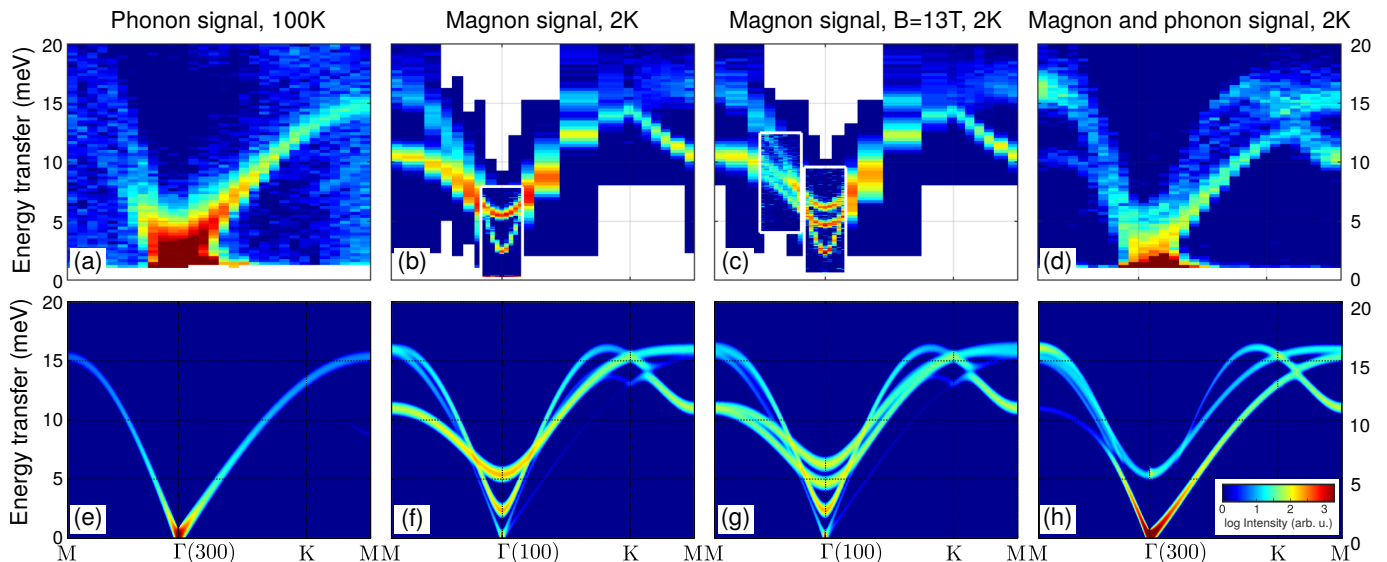 Phonon signal, 100K
Magnon signal, 2K
Magnon signal, B=13T, 2K
Magnon and phonon signal, 2K
Energy transfer (meV)
20
15
10
5
0
(a)
(b)
(c)
(d)
20
15
10
5
0
Energy transfer (meV)
20
15
10
5
0
(e)
(f)
(g)
(h)
20
15
10
5
0
0 1 2 3
log Intensity (arb. u.)
M Γ(300) K M
Γ(100) K M
Γ(100) K M
Γ(300) K M